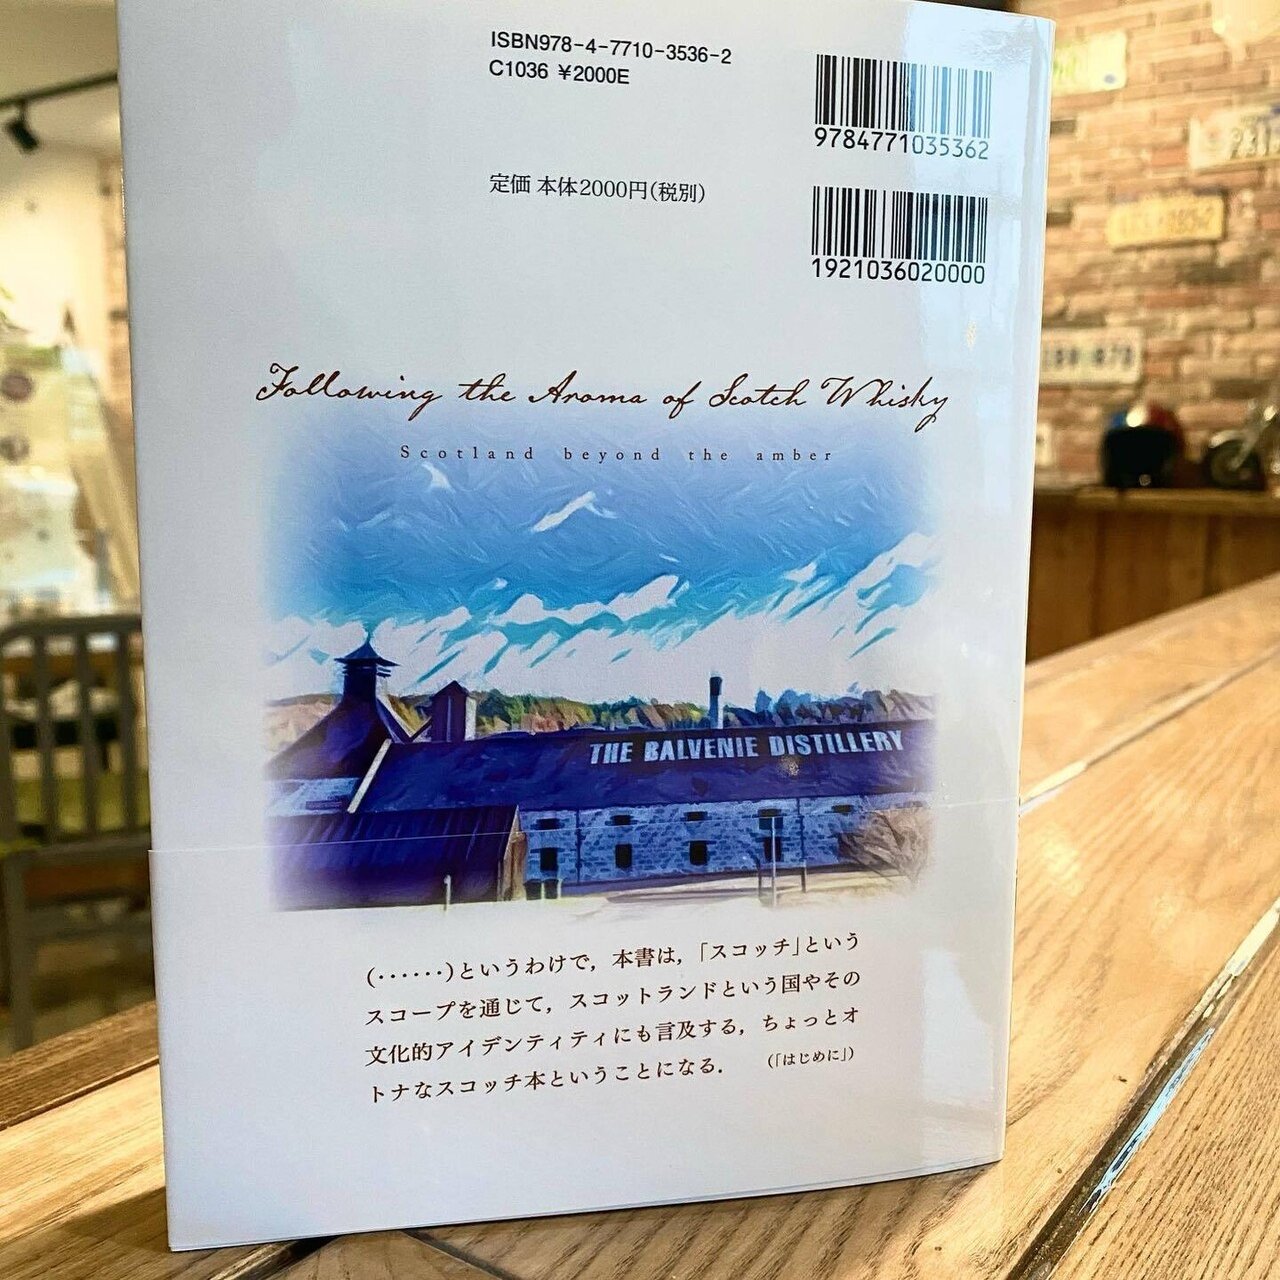 ISBN978-4-7710-3536-2
C1036 ¥2000E
9784771035362
定価 本体2000円(税別)
1921036020000
Following the Aroma of Scotch Whisky
Scotland beyond the amber
THE BALVENIE DISTILLERY
(‥‥‥)というわけで，本書は，「スコッチ」という
スコープを通じて，スコットランドという国やその
文化的アイデンティティにも言及する，ちょっとオ
トナなスコッチ本ということになる． (「はじめに」)